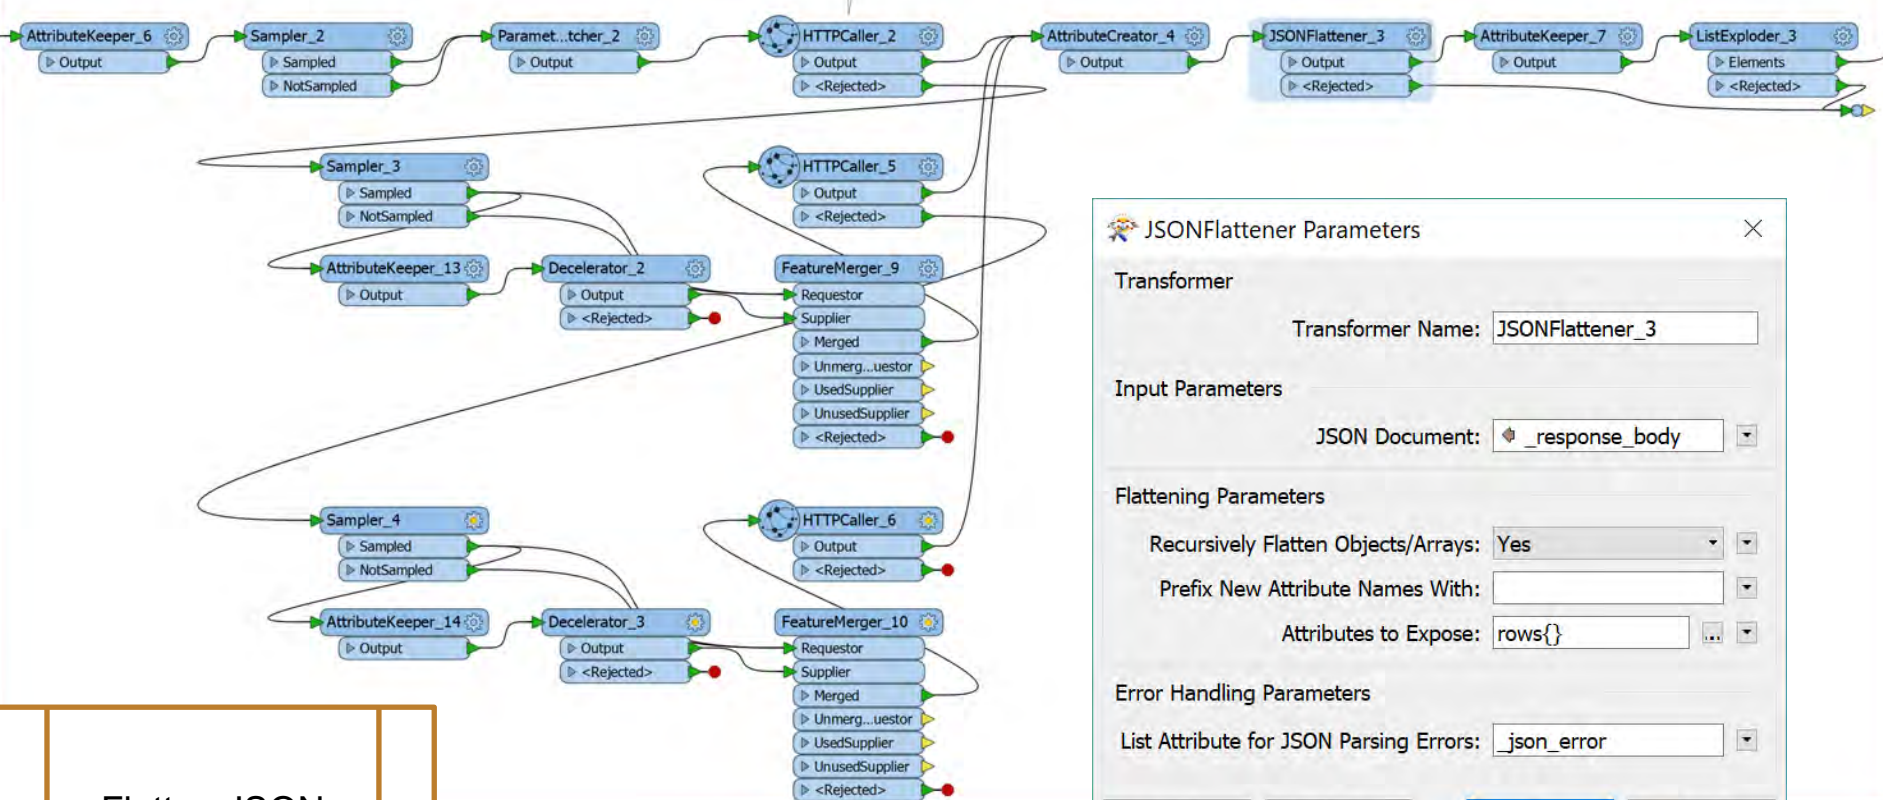 AttributeKeeper_6
Output
Sampler_2
Sampled
NotSampled
Paramet...tcher_2
Output
HTTPCaller_2
Output
<Rejected>
AttributeCreator_4
Output
JSONFlattener_3
Output
<Rejected>
AttributeKeeper_7
Output
ListExploder_3
Elements
<Rejected>
Sampler_3
Sampled
NotSampled
HTTPCaller_5
Output
<Rejected>
AttributeKeeper_13
Output
Decelerator_2
Output
<Rejected>
FeatureMerger_9
Requestor
Supplier
Merged
Unmerg...uestor
UsedSupplier
UnusedSupplier
<Rejected>
Sampler_4
Sampled
NotSampled
HTTPCaller_6
Output
<Rejected>
AttributeKeeper_14
Output
Decelerator_3
Output
<Rejected>
FeatureMerger_10
Requestor
Supplier
Merged
Unmerg...uestor
UsedSupplier
UnusedSupplier
<Rejected>
JSONFlattener Parameters
Transformer
Transformer Name: JSONFlattener_3
Input Parameters
JSON Document: _response_body
Flattening Parameters
Recursively Flatten Objects/Arrays: Yes
Prefix New Attribute Names With:
Attributes to Expose: rows{} ...
Error Handling Parameters
List Attribute for JSON Parsing Errors: _json_error
Flatten JSON